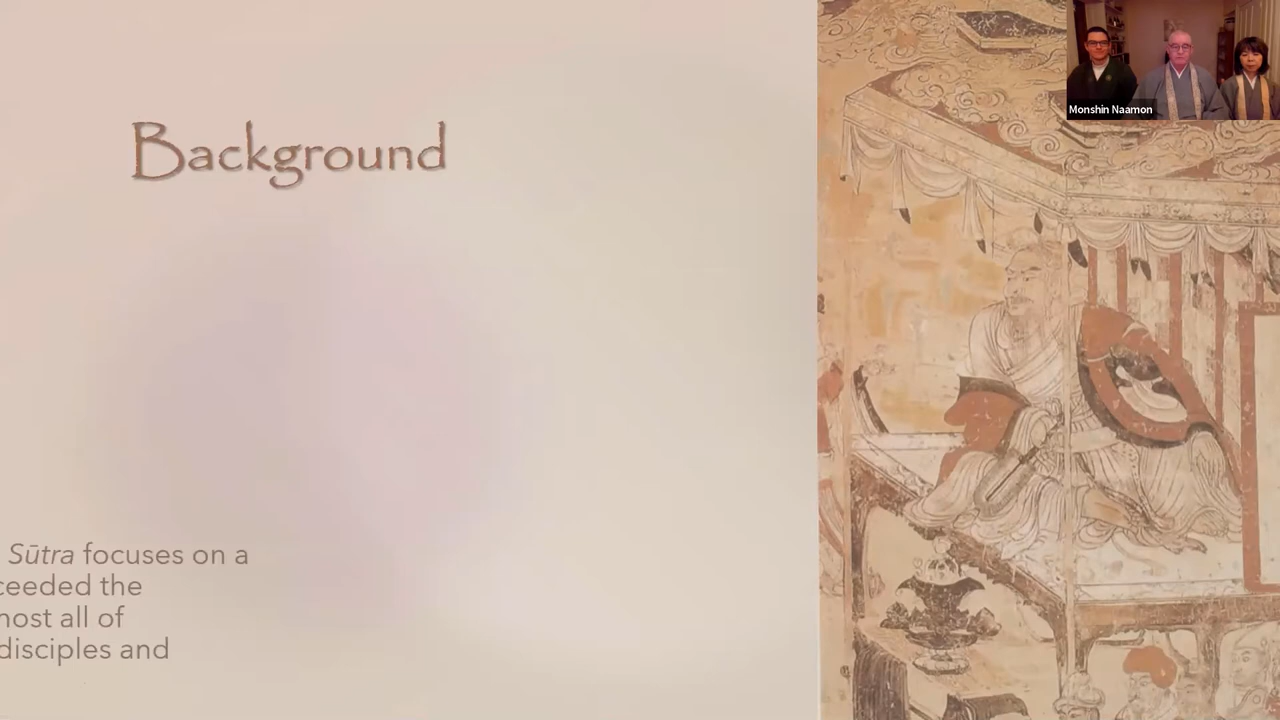 Background
Monshin Naamon
Sūtra focuses on a
ceeded the
most all of
disciples and